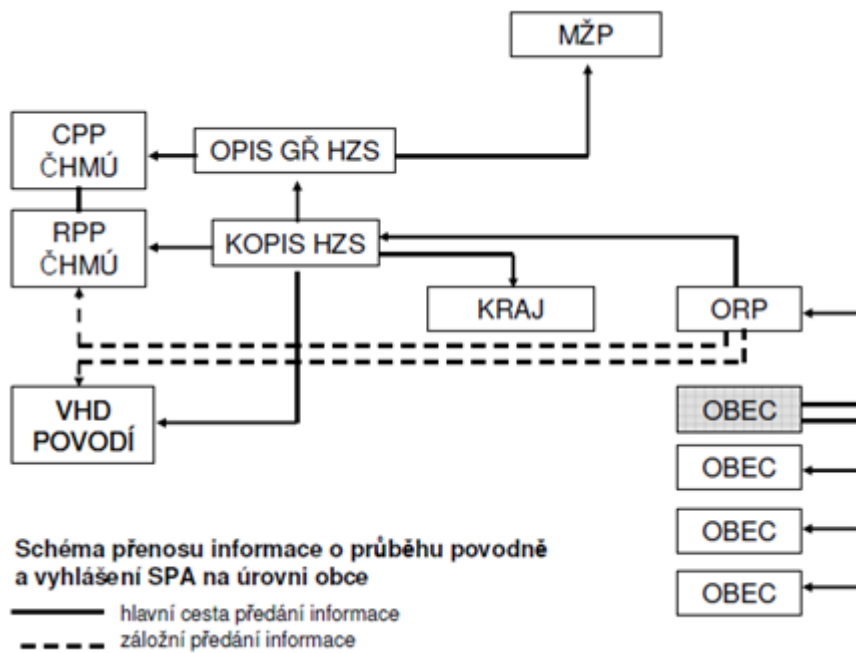 MŽP
CPP
ČHMÚ
OPIS GŘ HZS
RPP
ČHMÚ
KOPIS HZS
KRAJ
ORP
VHD
POVODÍ
OBEC
OBEC
OBEC
OBEC
Schéma přenosu informace o průběhu povodně
a vyhlášení SPA na úrovni obce
hlavní cesta předání informace
záložní předání informace